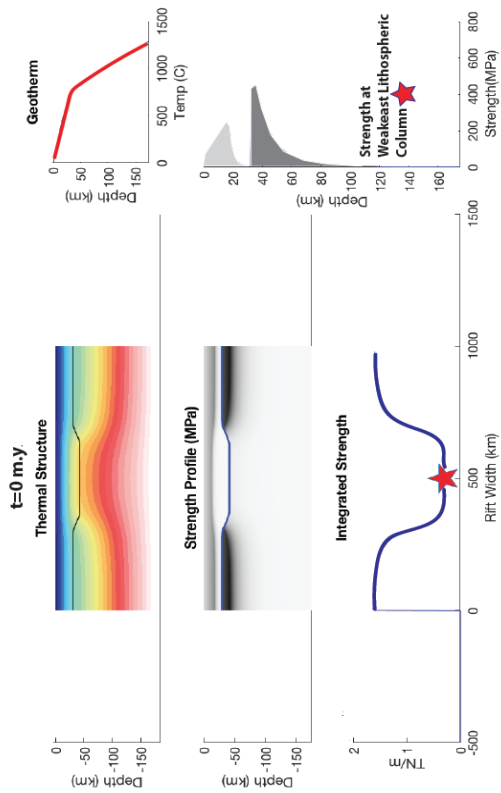 t=0 m.y.
Thermal Structure
0
-50
-100
-150
Depth (km)
Geotherm
0
50
100
150
Depth (km)
0
500
1000
1500
Temp (C)
Strength Profile (MPa)
0
-50
-100
-150
Depth (km)
0
20
40
60
80
100
120
140
160
Depth (km)
Strength at
Weakeast Lithospheric
Column
0
200
400
600
800
Strength(MPa)
Integrated Strength
2
1
0
TN/m
-500
0
500
1000
1500
Rift Width (km)